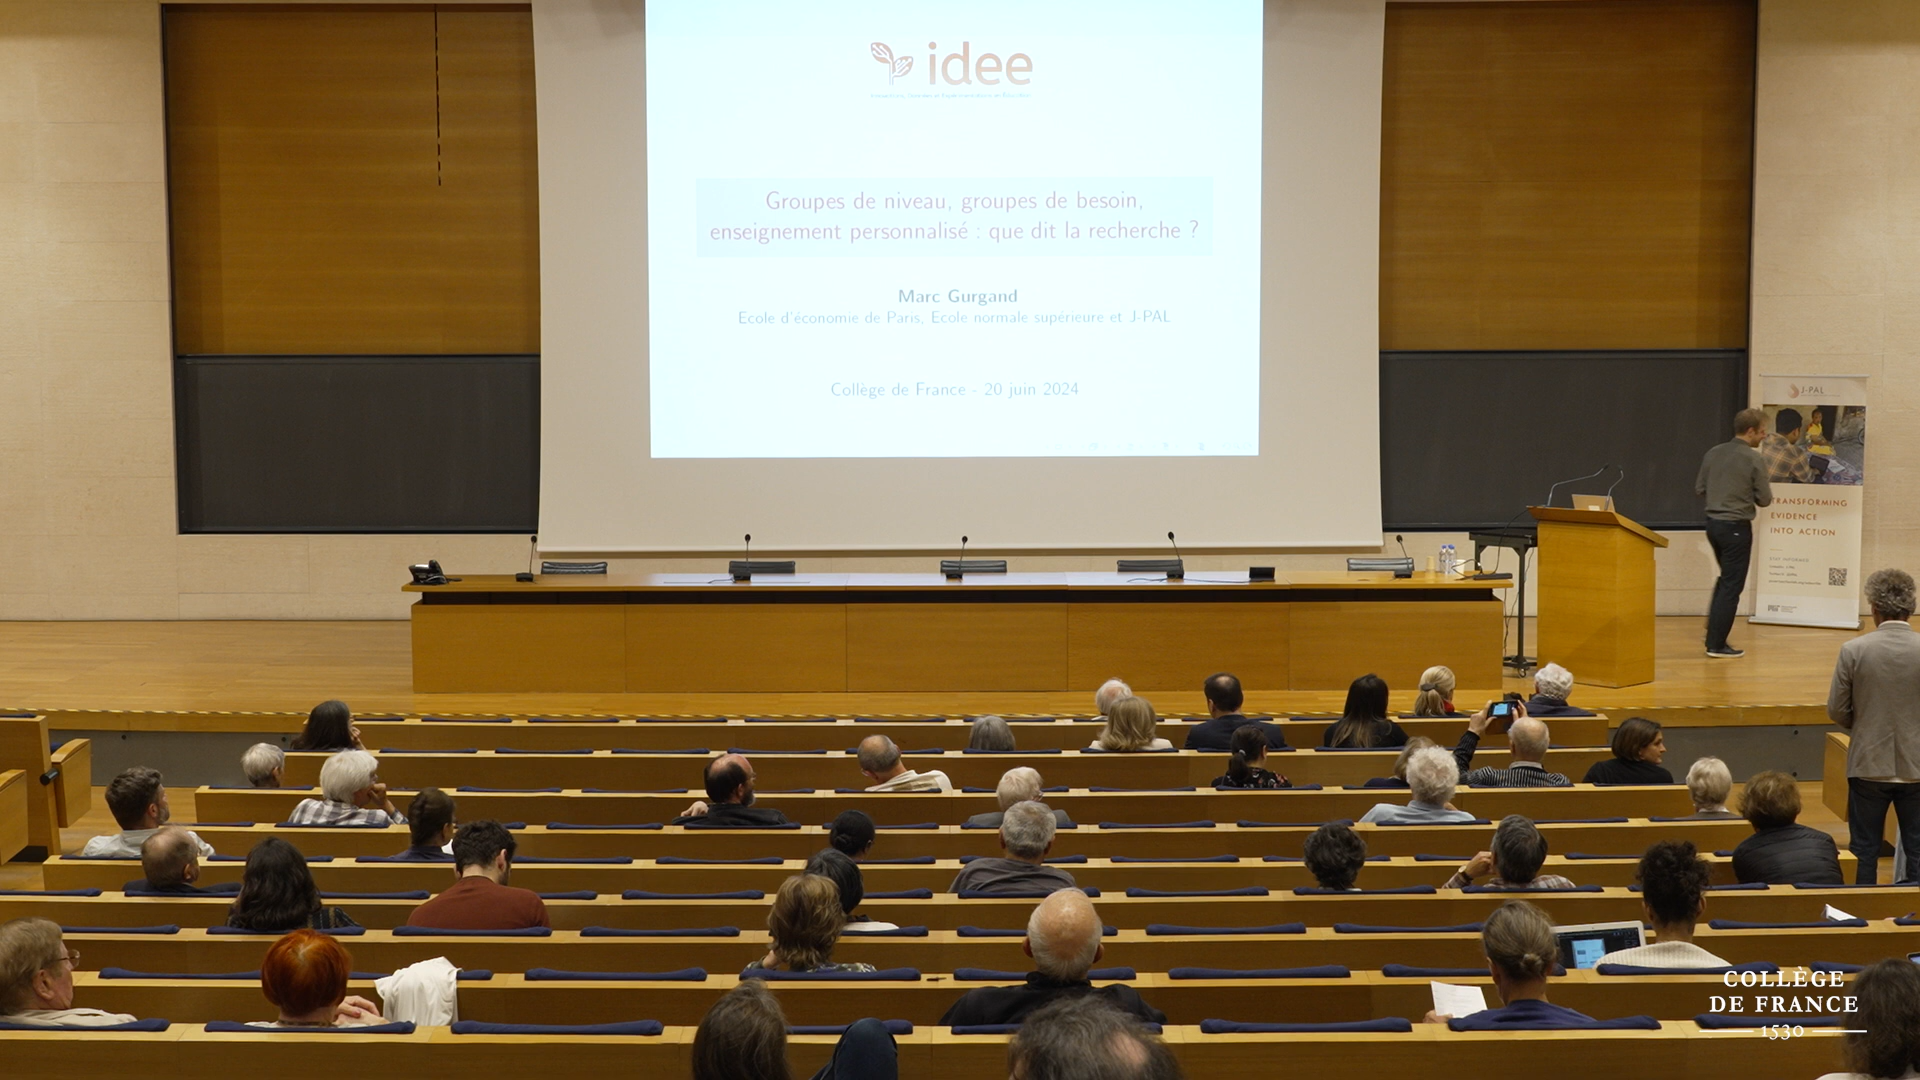 idee
Groupes de niveau, groupes de besoin,
enseignement personnalisé : que dit la recherche ?
Marc Gurgand
Ecole d'économie de Paris, Ecole normale supérieure et J-PAL
Collège de France - 20 juin 2024
J-PAL
TRANSFORMING
EVIDENCE
INTO ACTION
COLLÈGE
DE FRANCE
1530